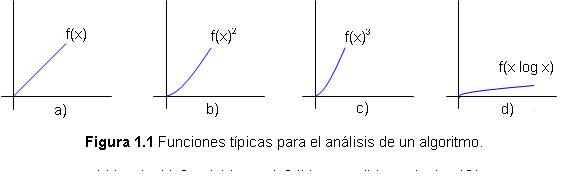 f(x)
f(x)²
f(x)³
f(x log x)
a)
b)
c)
d)
Figura 1.1 Funciones típicas para el análisis de un algoritmo.